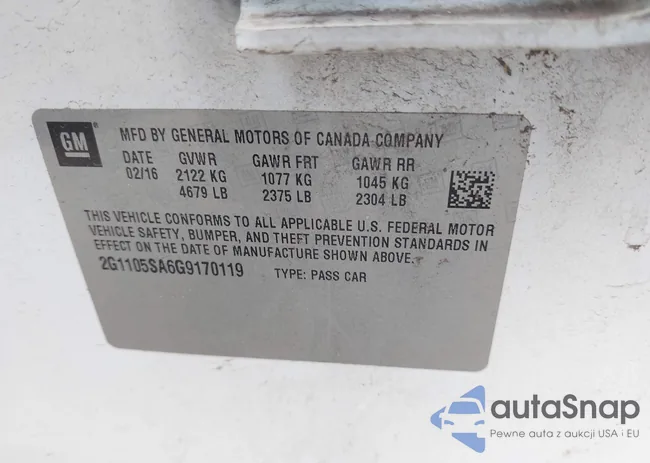 GM
MFD BY GENERAL MOTORS OF CANADA COMPANY
DATE GVWR GAWR FRT GAWR RR
02/16 2122 KG 1077 KG 1045 KG
4679 LB 2375 LB 2304 LB
THIS VEHICLE CONFORMS TO ALL APPLICABLE U.S. FEDERAL MOTOR
VEHICLE SAFETY, BUMPER, AND THEFT PREVENTION STANDARDS IN
EFFECT ON THE DATE OF MANUFACTURE SHOWN ABOVE.
2G1105SA6G9170119 TYPE: PASS CAR
autoSnap
Pewne auta z aukcji USA i EU